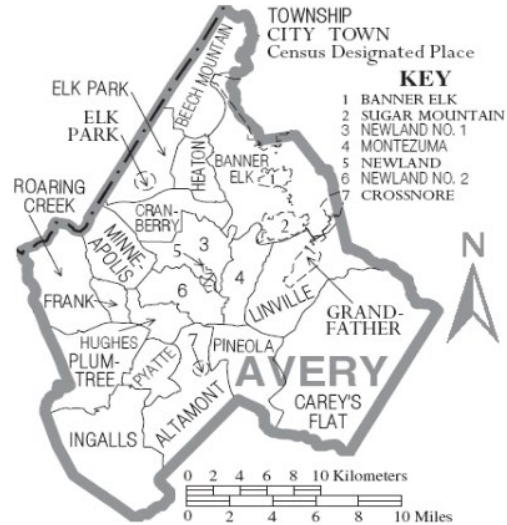 TOWNSHIP
CITY TOWN
Census Designated Place
KEY
1 BANNER ELK
2 SUGAR MOUNTAIN
3 NEWLAND NO. 1
4 MONTEZUMA
5 NEWLAND
6 NEWLAND NO. 2
7 CROSSNORE
BEECH MOUNTAIN
ELK PARK
ELK
PARK
HEATON
BANNER
ELK
1
ROARING
CREEK
CRAN-
BERRY
2
MINNE
APOLIS
5
3
N
6
4
FRANK
LINVILLE
GRAND-
FATHER
HUGHES
7
PINEOLA
PLUM-
TREE
PYATTE
AVERY
CAREY'S
FLAT
ALTAMONT
INGALLS
0 2 4 6 8 10 Kilometers
0 2 4 6 8 10 Miles